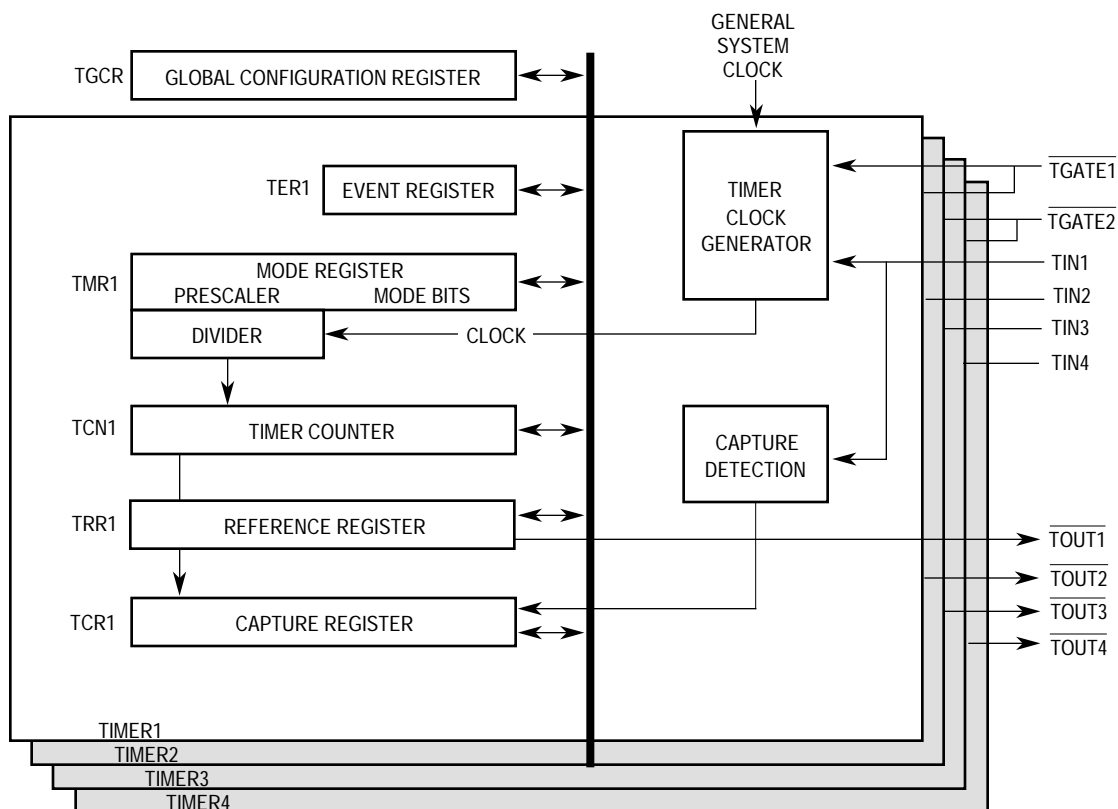 GENERAL
SYSTEM
CLOCK
TGCR
GLOBAL CONFIGURATION REGISTER
TER1
EVENT REGISTER
TIMER
CLOCK
GENERATOR
TGATE1
TGATE2
TMR1
MODE REGISTER
PRESCALER MODE BITS
DIVIDER
CLOCK
TIN1
TIN2
TIN3
TIN4
TCN1
TIMER COUNTER
CAPTURE
DETECTION
TRR1
REFERENCE REGISTER
TOUT1
TOUT2
TOUT3
TOUT4
TCR1
CAPTURE REGISTER
TIMER1
TIMER2
TIMER3
TIMER4